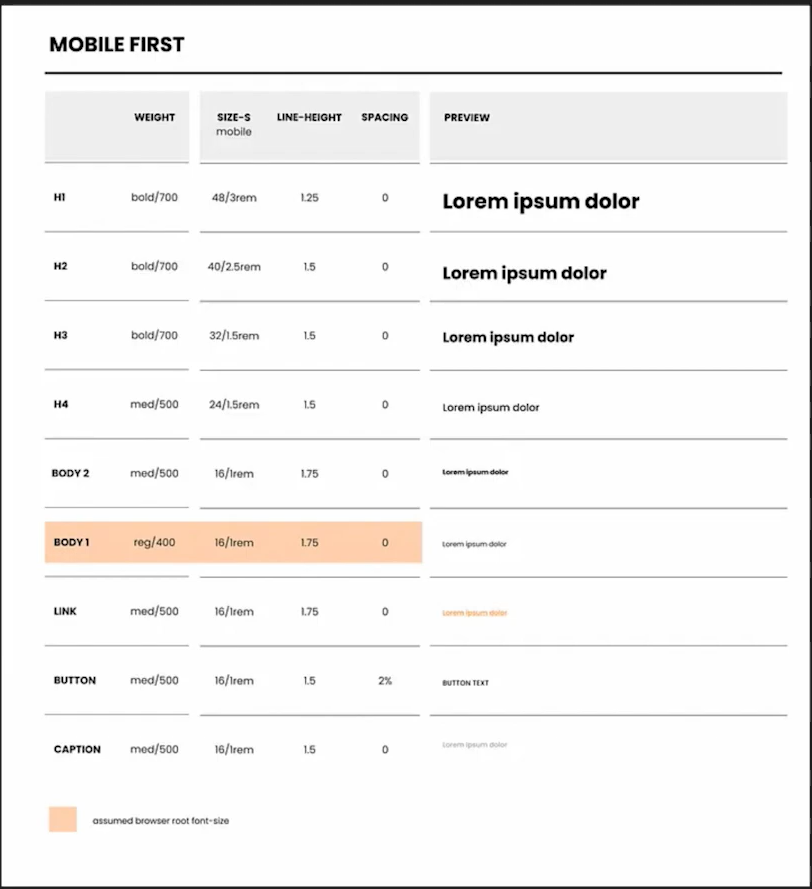 MOBILE FIRST
WEIGHT SIZE-S LINE-HEIGHT SPACING PREVIEW
mobile
H1 bold/700 48/3rem 1.25 0 Lorem ipsum dolor
H2 bold/700 40/2.5rem 1.5 0 Lorem ipsum dolor
H3 bold/700 32/1.5rem 1.5 0 Lorem ipsum dolor
H4 med/500 24/1.5rem 1.5 0 Lorem ipsum dolor
BODY 2 med/500 16/1rem 1.75 0 Lorem ipsum dolor
BODY 1 reg/400 16/1rem 1.75 0 Lorem ipsum dolor
LINK med/500 16/1rem 1.75 0 Lorem ipsum dolor
BUTTON med/500 16/1rem 1.5 2% BUTTON TEXT
CAPTION med/500 16/1rem 1.5 0 Lorem ipsum dolor
assumed browser root font-size